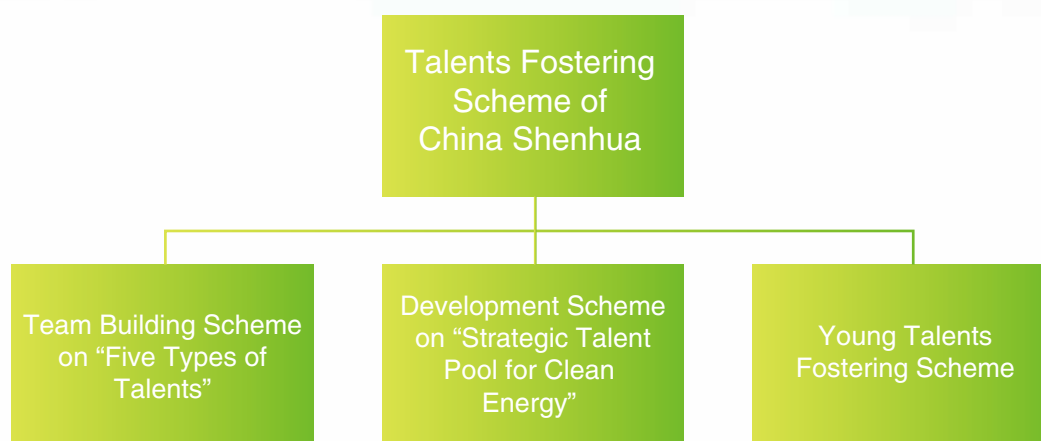 Talents Fostering
Scheme of
China Shenhua
Team Building Scheme
on “Five Types of
Talents”
Development Scheme
on “Strategic Talent
Pool for Clean
Energy”
Young Talents
Fostering Scheme